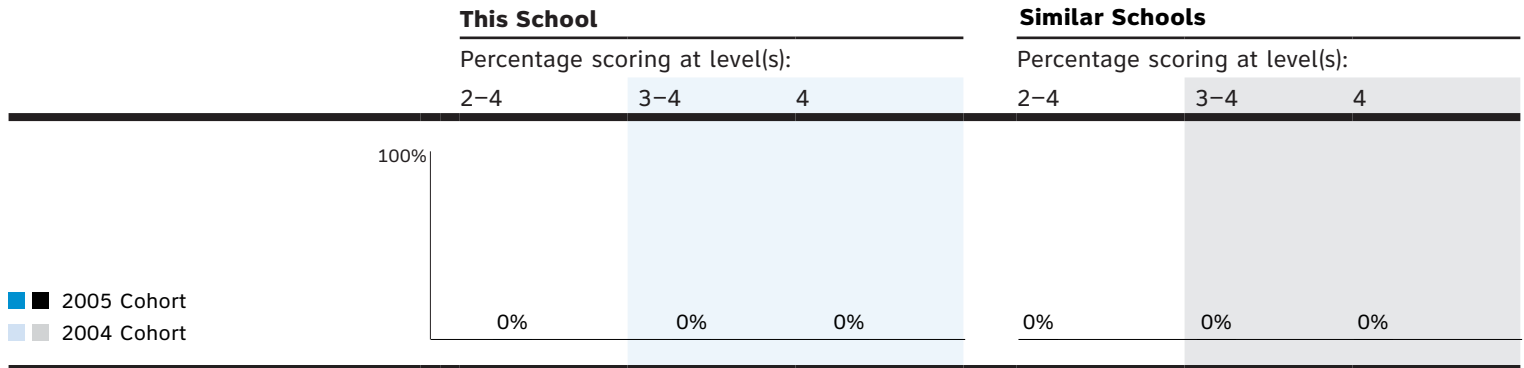 This School Similar Schools
Percentage scoring at level(s): Percentage scoring at level(s):
2–4 3–4 4 2–4 3–4 4
100%
2005 Cohort
0% 0% 0% 0% 0% 0%
2004 Cohort